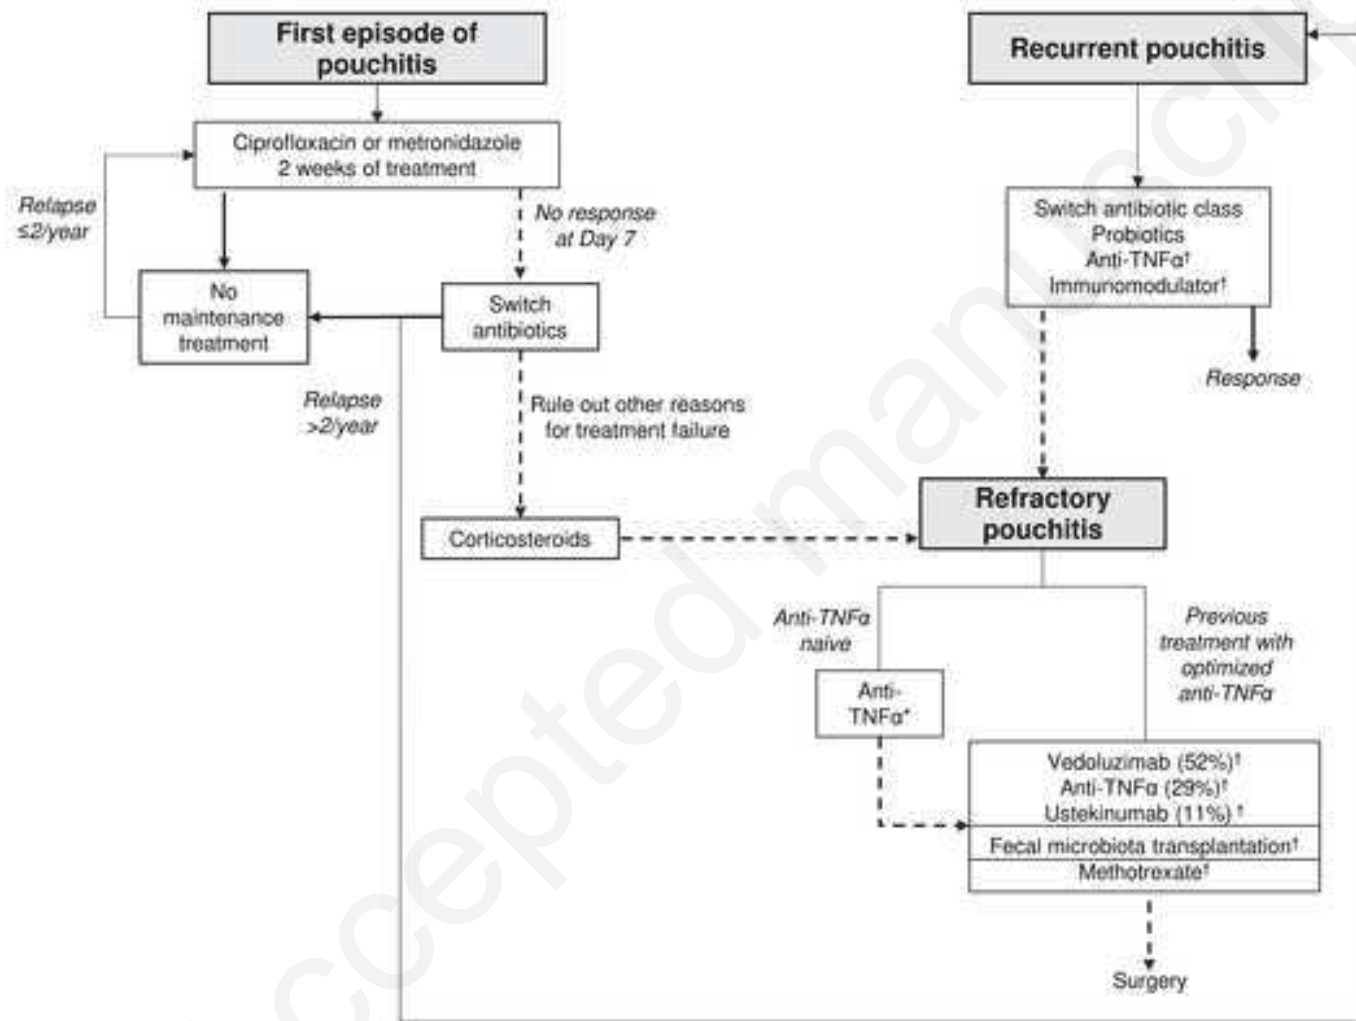 First episode of
pouchitis
Ciprofloxacin or metronidazole
2 weeks of treatment
Relapse
≤2/year
No response
at Day 7
No
maintenance
treatment
Switch
antibiotics
Relapse
>2/year
Rule out other reasons
for treatment failure
Corticosteroids
Recurrent pouchitis
Switch antibiotic class
Probiotics
Anti-TNFα†
Immunomodulator†
Response
Refractory
pouchitis
Anti-TNFα
naive
Anti-
TNFα*
Previous
treatment with
optimized
anti-TNFα
Vedoluzimab (52%)†
Anti-TNFα (29%)†
Ustekinumab (11%) †
Fecal microbiota transplantation†
Methotrexate†
Surgery
ccepted manuscrip